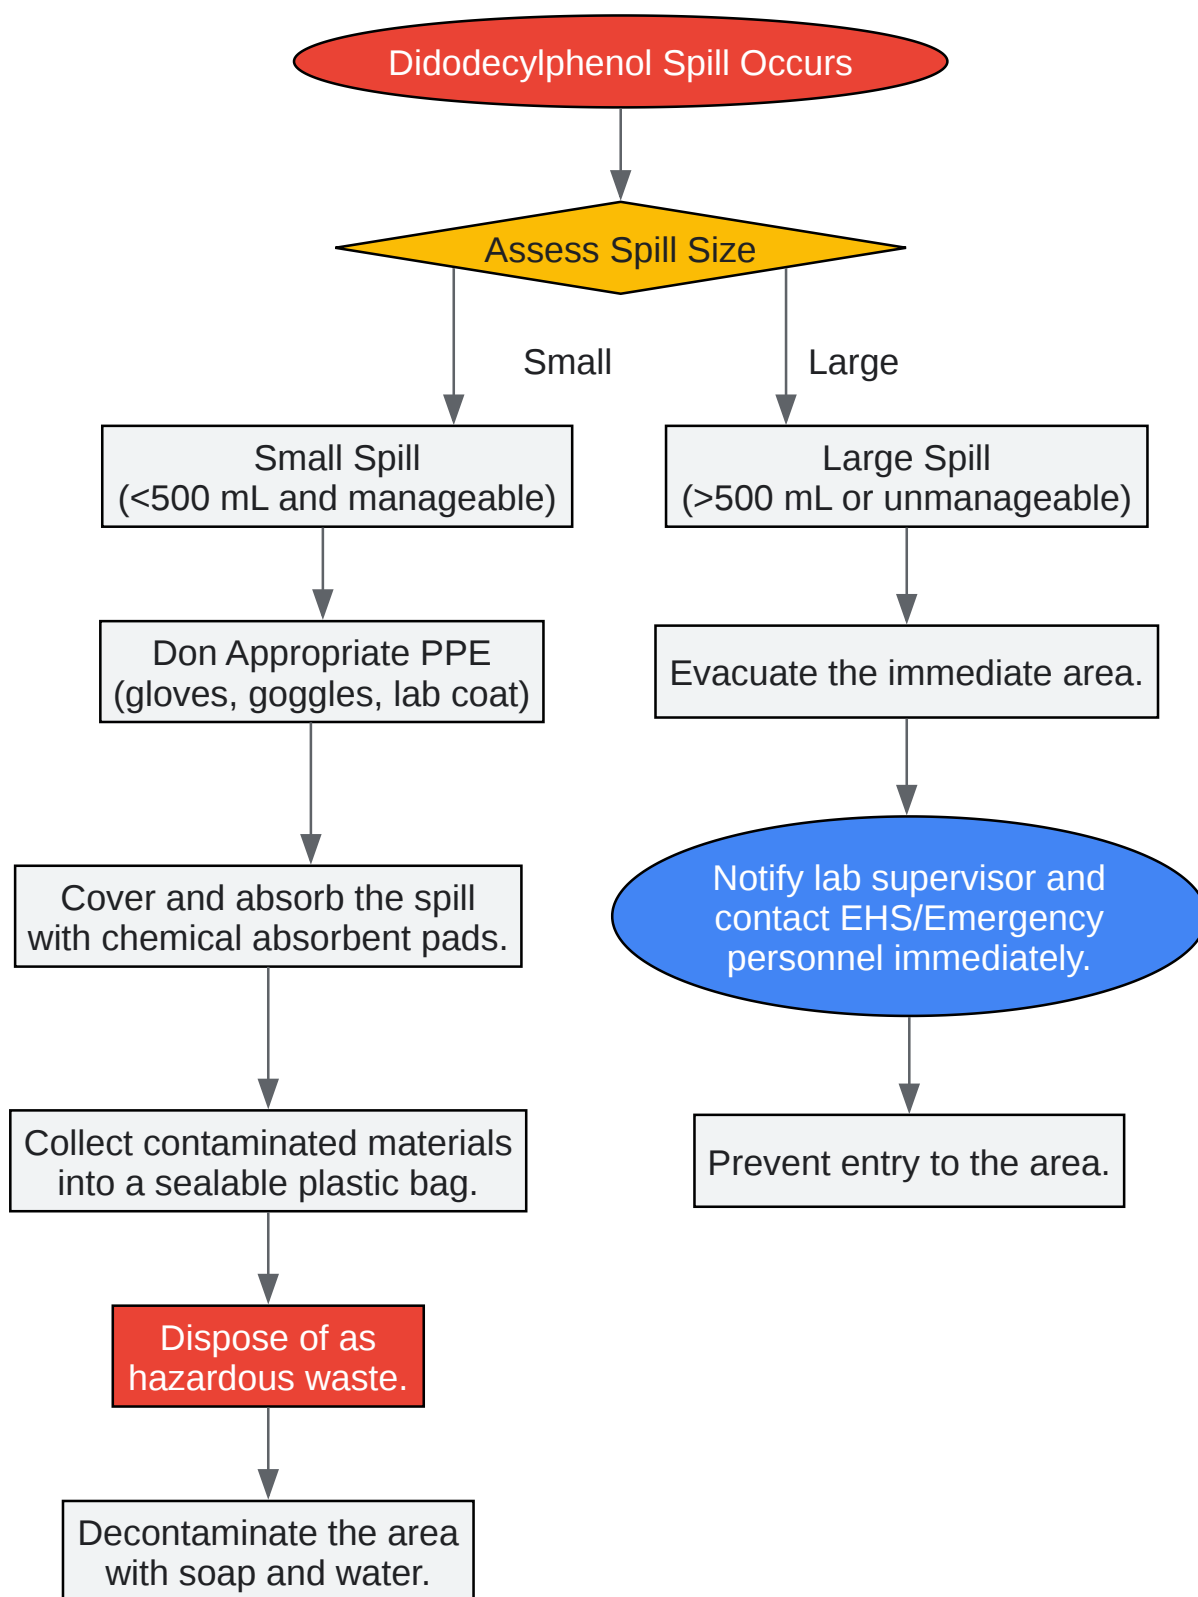 Didodecylphenol Spill Occurs
Assess Spill Size
Small
Large
Small Spill
(<500 mL and manageable)
Large Spill
(>500 mL or unmanageable)
Don Appropriate PPE
(gloves, goggles, lab coat)
Evacuate the immediate area.
Cover and absorb the spill
with chemical absorbent pads.
Notify lab supervisor and
contact EHS/Emergency
personnel immediately.
Collect contaminated materials
into a sealable plastic bag.
Prevent entry to the area.
Dispose of as
hazardous waste.
Decontaminate the area
with soap and water.